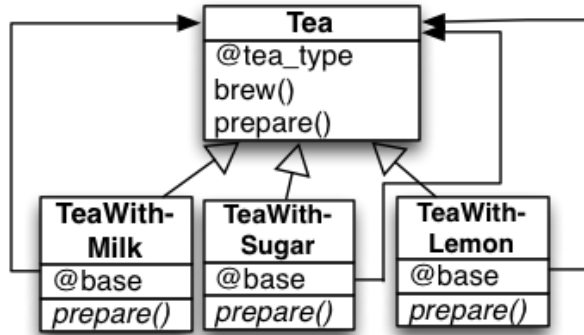 Tea
@tea_type
brew()
prepare()
TeaWith-
Milk
@base
prepare()
TeaWith-
Sugar
@base
prepare()
TeaWith-
Lemon
@base
prepare()